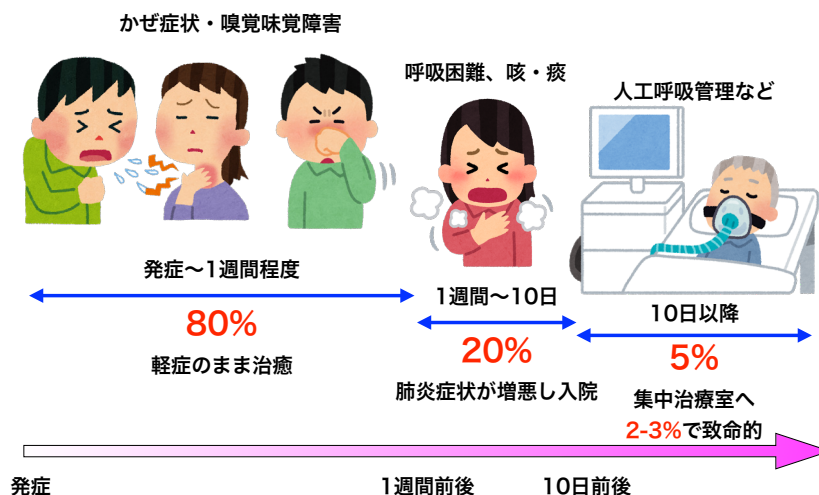 かぜ症状・嗅覚味覚障害
呼吸困難、咳・痰
人工呼吸管理など
発症〜1週間程度
80%
軽症のまま治癒
1週間〜10日
20%
肺炎症状が増悪し入院
10日以降
5%
集中治療室へ
2-3%で致命的
発症
1週間前後
10日前後